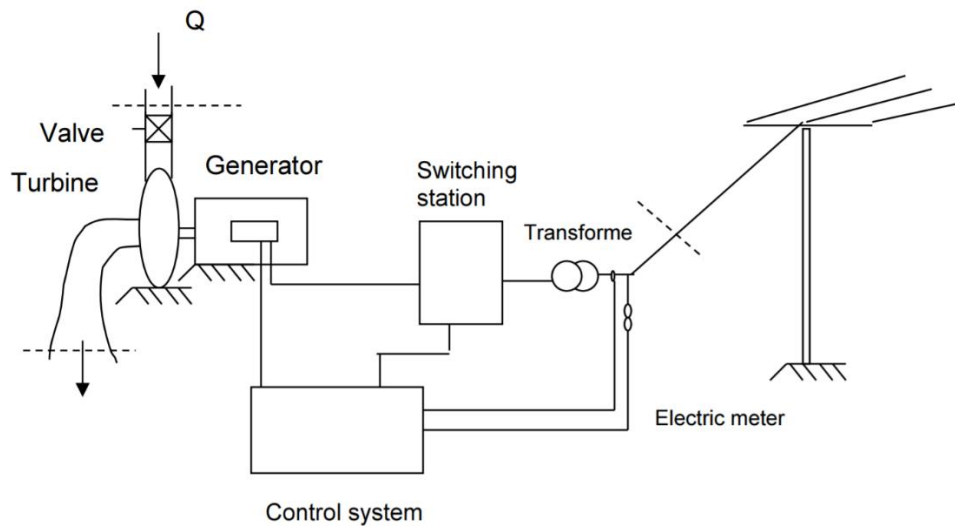 Q
Valve
Turbine
Generator
Switching
station
Transforme
Electric meter
Control system